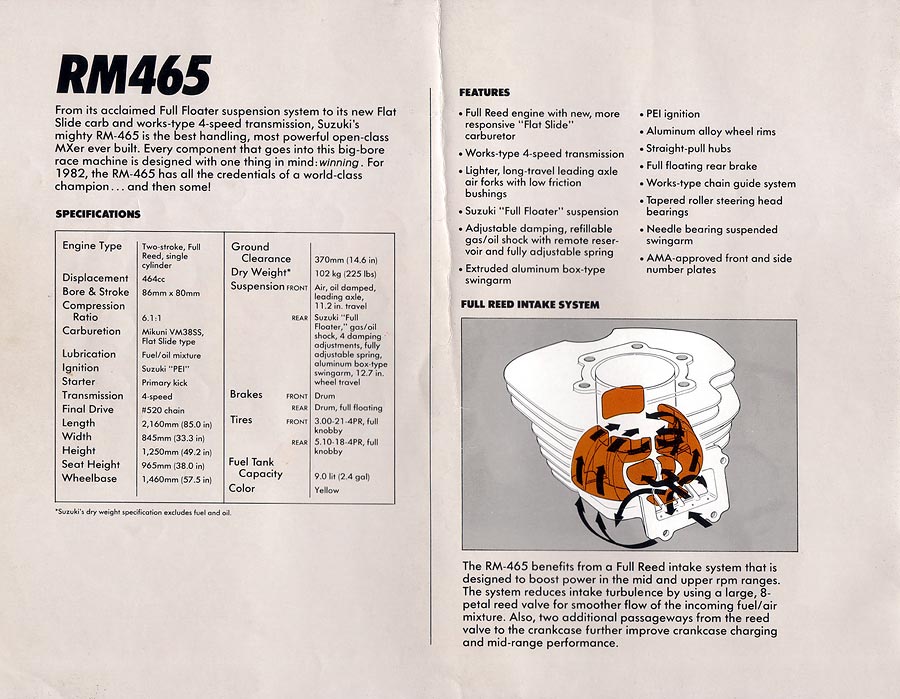 RM465
From its acclaimed Full Floater suspension system to its new Flat
Slide carb and works-type 4-speed transmission, Suzuki's
mighty RM-465 is the best handling, most powerful open-class
MXer ever built. Every component that goes into this big-bore
race machine is designed with one thing in mind: winning. For
1982, the RM-465 has all the credentials of a world-class
champion... and then some!
SPECIFICATIONS
Engine Type Two-stroke, Full
Reed, single
cylinder
Displacement 464cc
Bore & Stroke 86mm x 80mm
Compression
Ratio 6.1:1
Carburetion Mikuni VM38SS,
Flat Slide type
Lubrication Fuel/oil mixture
Ignition Suzuki "PEI"
Starter Primary kick
Transmission 4-speed
Final Drive #520 chain
Length 2,160mm (85.0 in)
Width 845mm (33.3 in)
Height 1,250mm (49.2 in)
Seat Height 965mm (38.0 in)
Wheelbase 1,460mm (57.5 in)
Ground
Clearance 370mm (14.6 in)
Dry Weight* 102 kg (225 lbs)
Suspension FRONT Air, oil damped,
leading axle,
11.2 in. travel
REAR Suzuki "Full
Floater," gas/oil
shock, 4 damping
adjustments, fully
adjustable spring,
aluminum box-type
swingarm, 12.7 in.
wheel travel
Brakes FRONT Drum
REAR Drum, full floating
Tires FRONT 3.00-21-4PR, full
knobby
REAR 5.10-18-4PR, full
knobby
Fuel Tank
Capacity 9.0 lit (2.4 gal)
Color Yellow
*Suzuki's dry weight specification excludes fuel and oil.
FEATURES
• Full Reed engine with new, more
responsive "Flat Slide"
carburetor
• Works-type 4-speed transmission
• Lighter, long-travel leading axle
air forks with low friction
bushings
• Suzuki "Full Floater" suspension
• Adjustable damping, refillable
gas/oil shock with remote reser-
voir and fully adjustable spring
• Extruded aluminum box-type
swingarm
• PEI ignition
• Aluminum alloy wheel rims
• Straight-pull hubs
• Full floating rear brake
• Works-type chain guide system
• Tapered roller steering head
bearings
• Needle bearing suspended
swingarm
• AMA-approved front and side
number plates
FULL REED INTAKE SYSTEM
The RM-465 benefits from a Full Reed intake system that is
designed to boost power in the mid and upper rpm ranges.
The system reduces intake turbulence by using a large, 8-
petal reed valve for smoother flow of the incoming fuel/air
mixture. Also, two additional passageways from the reed
valve to the crankcase further improve crankcase charging
and mid-range performance.